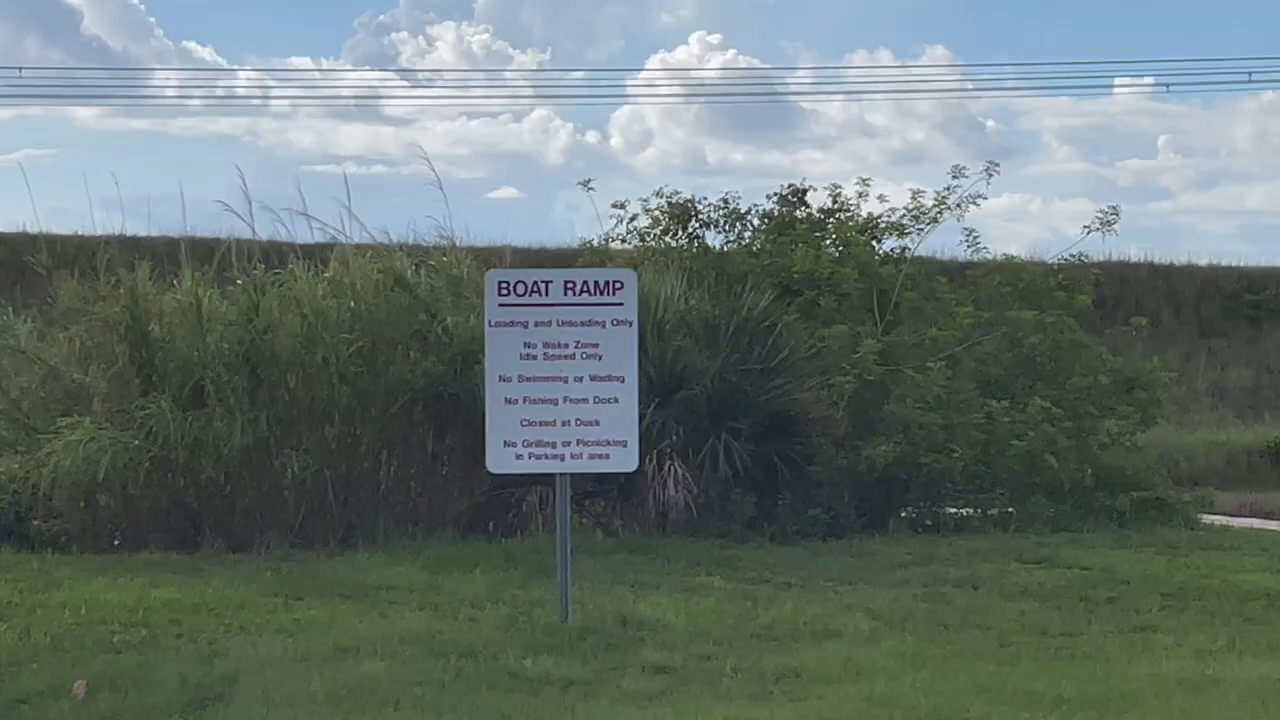 BOAT RAMP
Loading and Unloading Only
No Wake Zone
Idle Speed Only
No Swimming or Wading
No Fishing From Dock
Closed at Dusk
No Grilling or Picnicking
in Parking lot area